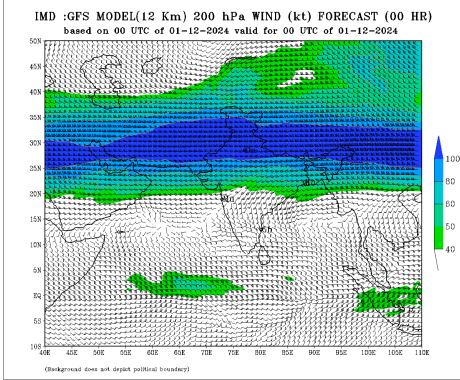 IMD :GFS MODEL(12 Km) 200 hPa WIND (kt) FORECAST (00 HR)
based on 00 UTC of 01-12-2024 valid for 00 UTC of 01-12-2024
50N
45N
40N
35N
30N
25N
20N
15N
10N
5N
EQ
5S
10S
40E 45E 50E 55E 60E 65E 70E 75E 80E 85E 90E 95E 100E 105E 110E
100
80
60
50
40
(Background does not depict political boundary)